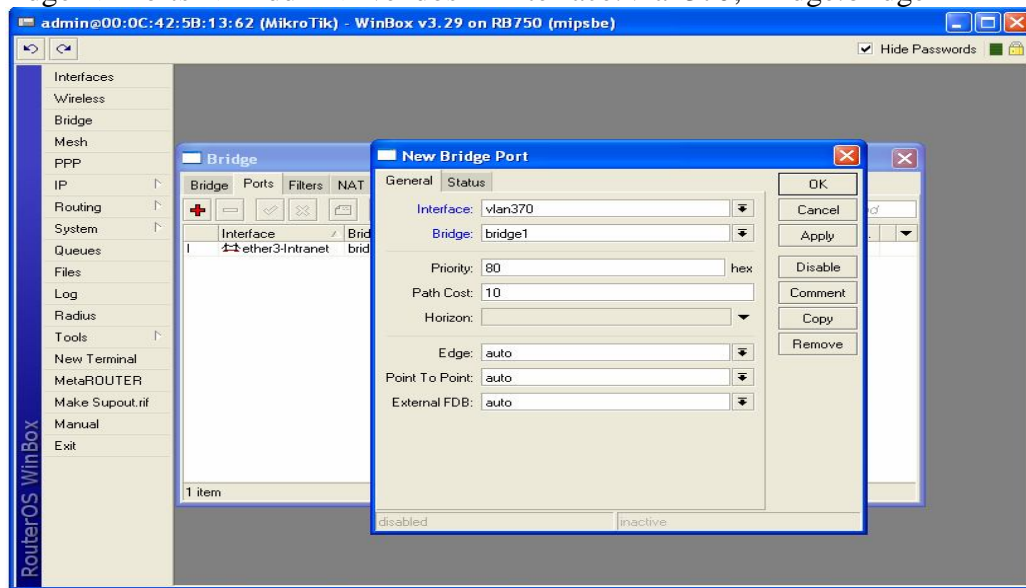 admin@00:0C:42:5B:13:62 (MikroTik) - WinBox v3.29 on RB750 (mipsbe)
Hide Passwords
Interfaces
Wireless
Bridge
Mesh
PPP
IP
Routing
System
Queues
Files
Log
Radius
Tools
New Terminal
MetaROUTER
Make Supout.rif
Manual
Exit
RouterOS WinBox
Bridge
Bridge Ports Filters NAT
Interface Brid
I ether3-Intranet brid
1 item
New Bridge Port
General Status
Interface: vlan370
Bridge: bridge1
Priority: 80 hex
Path Cost: 10
Horizon:
Edge: auto
Point To Point: auto
External FDB: auto
OK
Cancel
Apply
Disable
Comment
Copy
Remove
disabled inactive